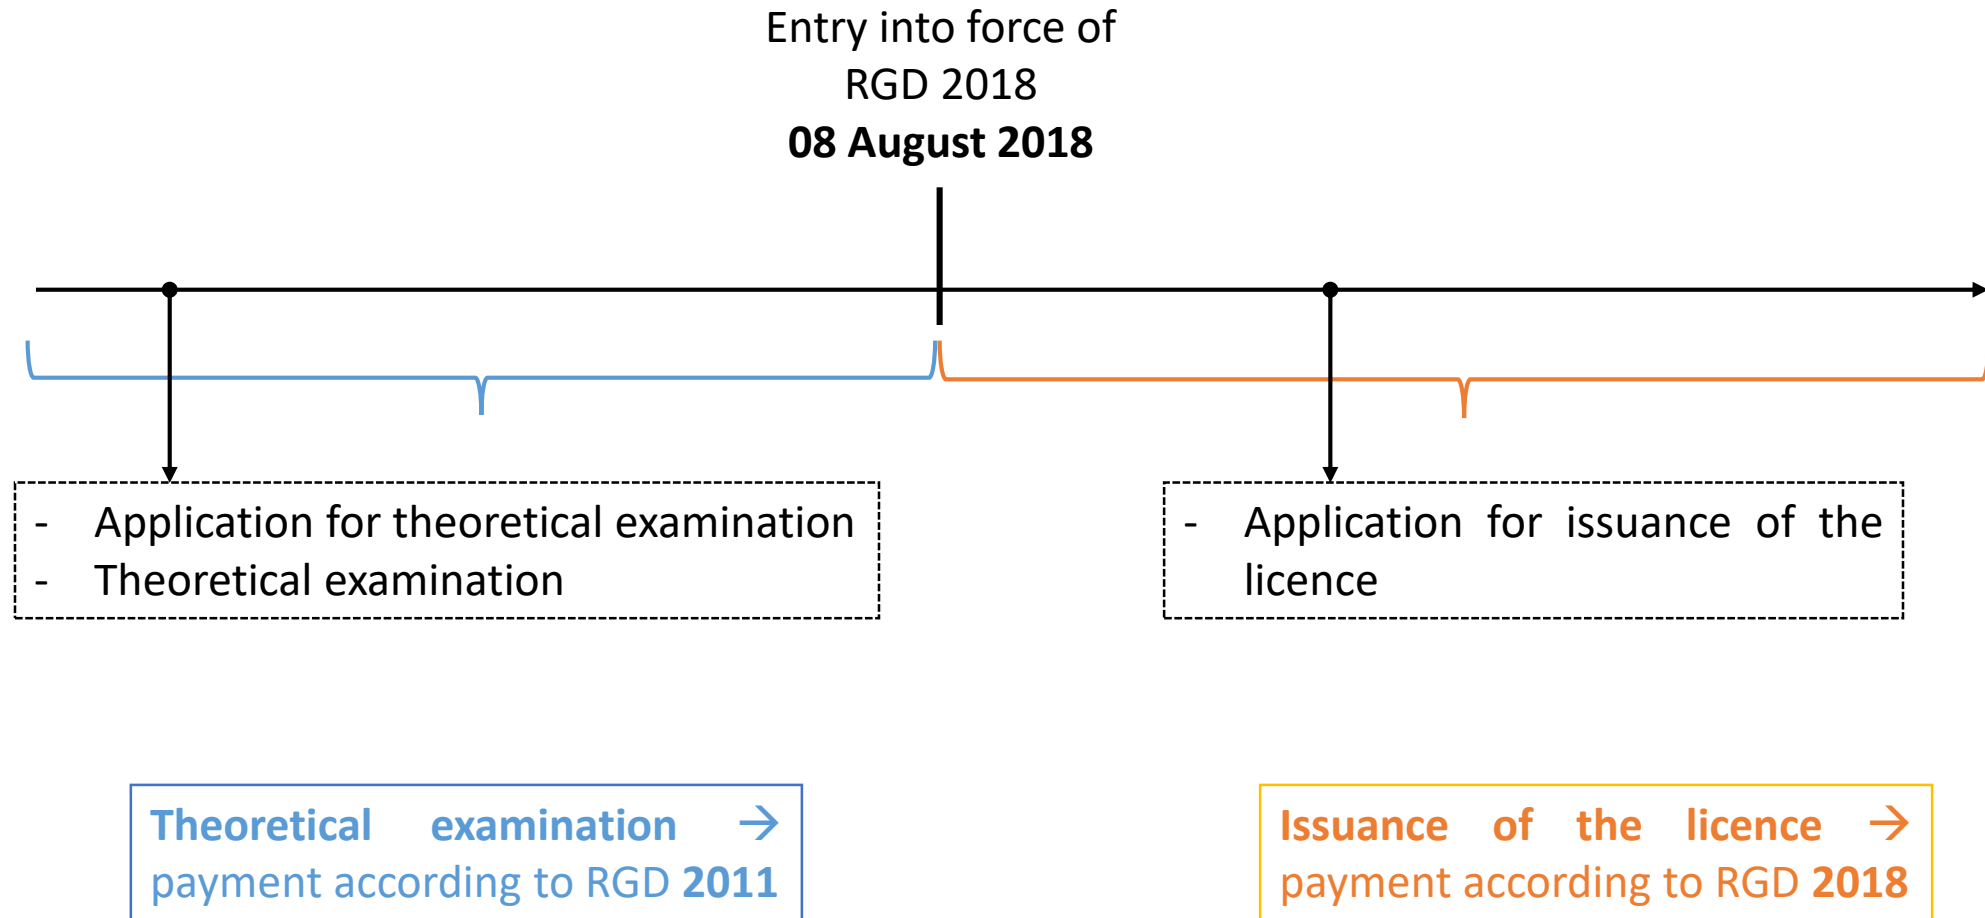 Entry into force of
RGD 2018
08 August 2018
- Application for theoretical examination
- Theoretical examination
- Application for issuance of the
licence
Theoretical examination →
payment according to RGD 2011
Issuance of the licence →
payment according to RGD 2018